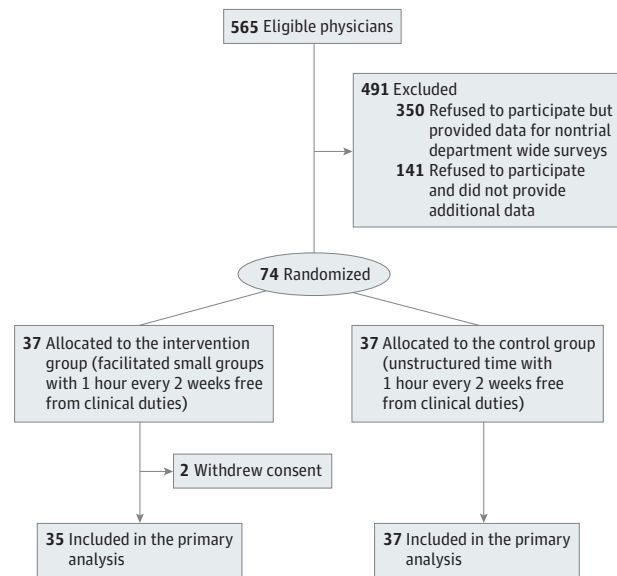 565 Eligible physicians
491 Excluded
350 Refused to participate but
provided data for nontrial
department wide surveys
141 Refused to participate
and did not provide
additional data
74 Randomized
37 Allocated to the intervention
group (facilitated small groups
with 1 hour every 2 weeks free
from clinical duties)
37 Allocated to the control group
(unstructured time with
1 hour every 2 weeks free
from clinical duties)
2 Withdrew consent
35 Included in the primary
analysis
37 Included in the primary
analysis